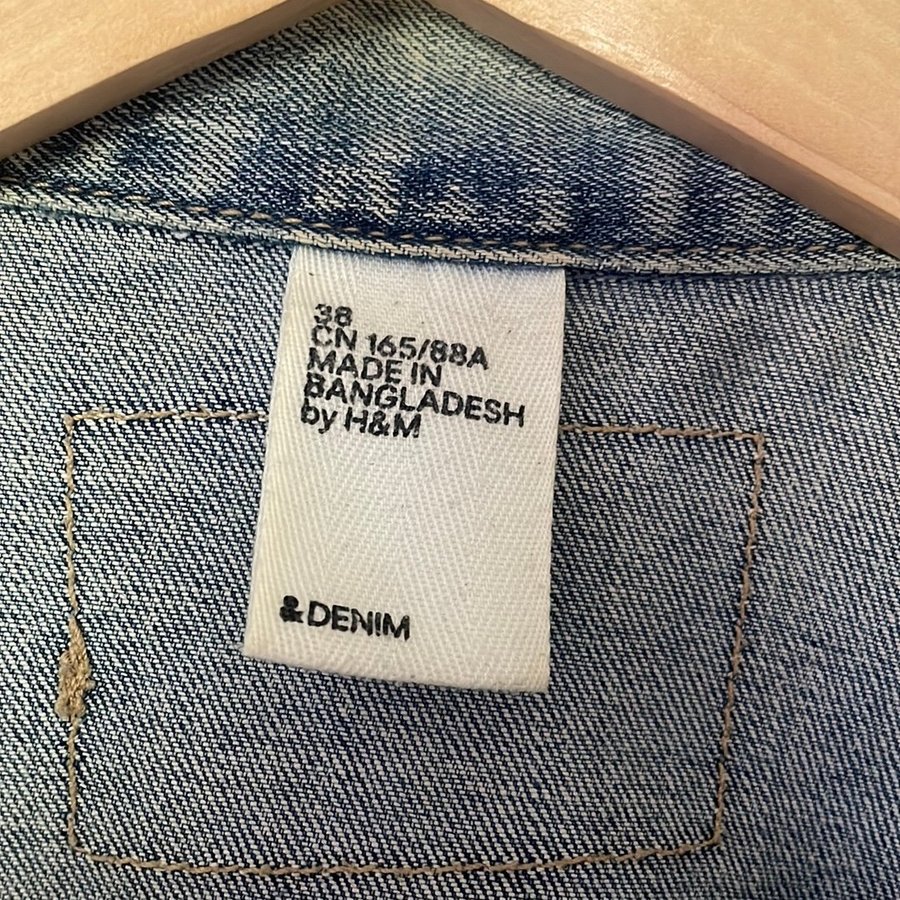 38
CN 165/88A
MADE IN
BANGLADESH
by H&M
& DENIM